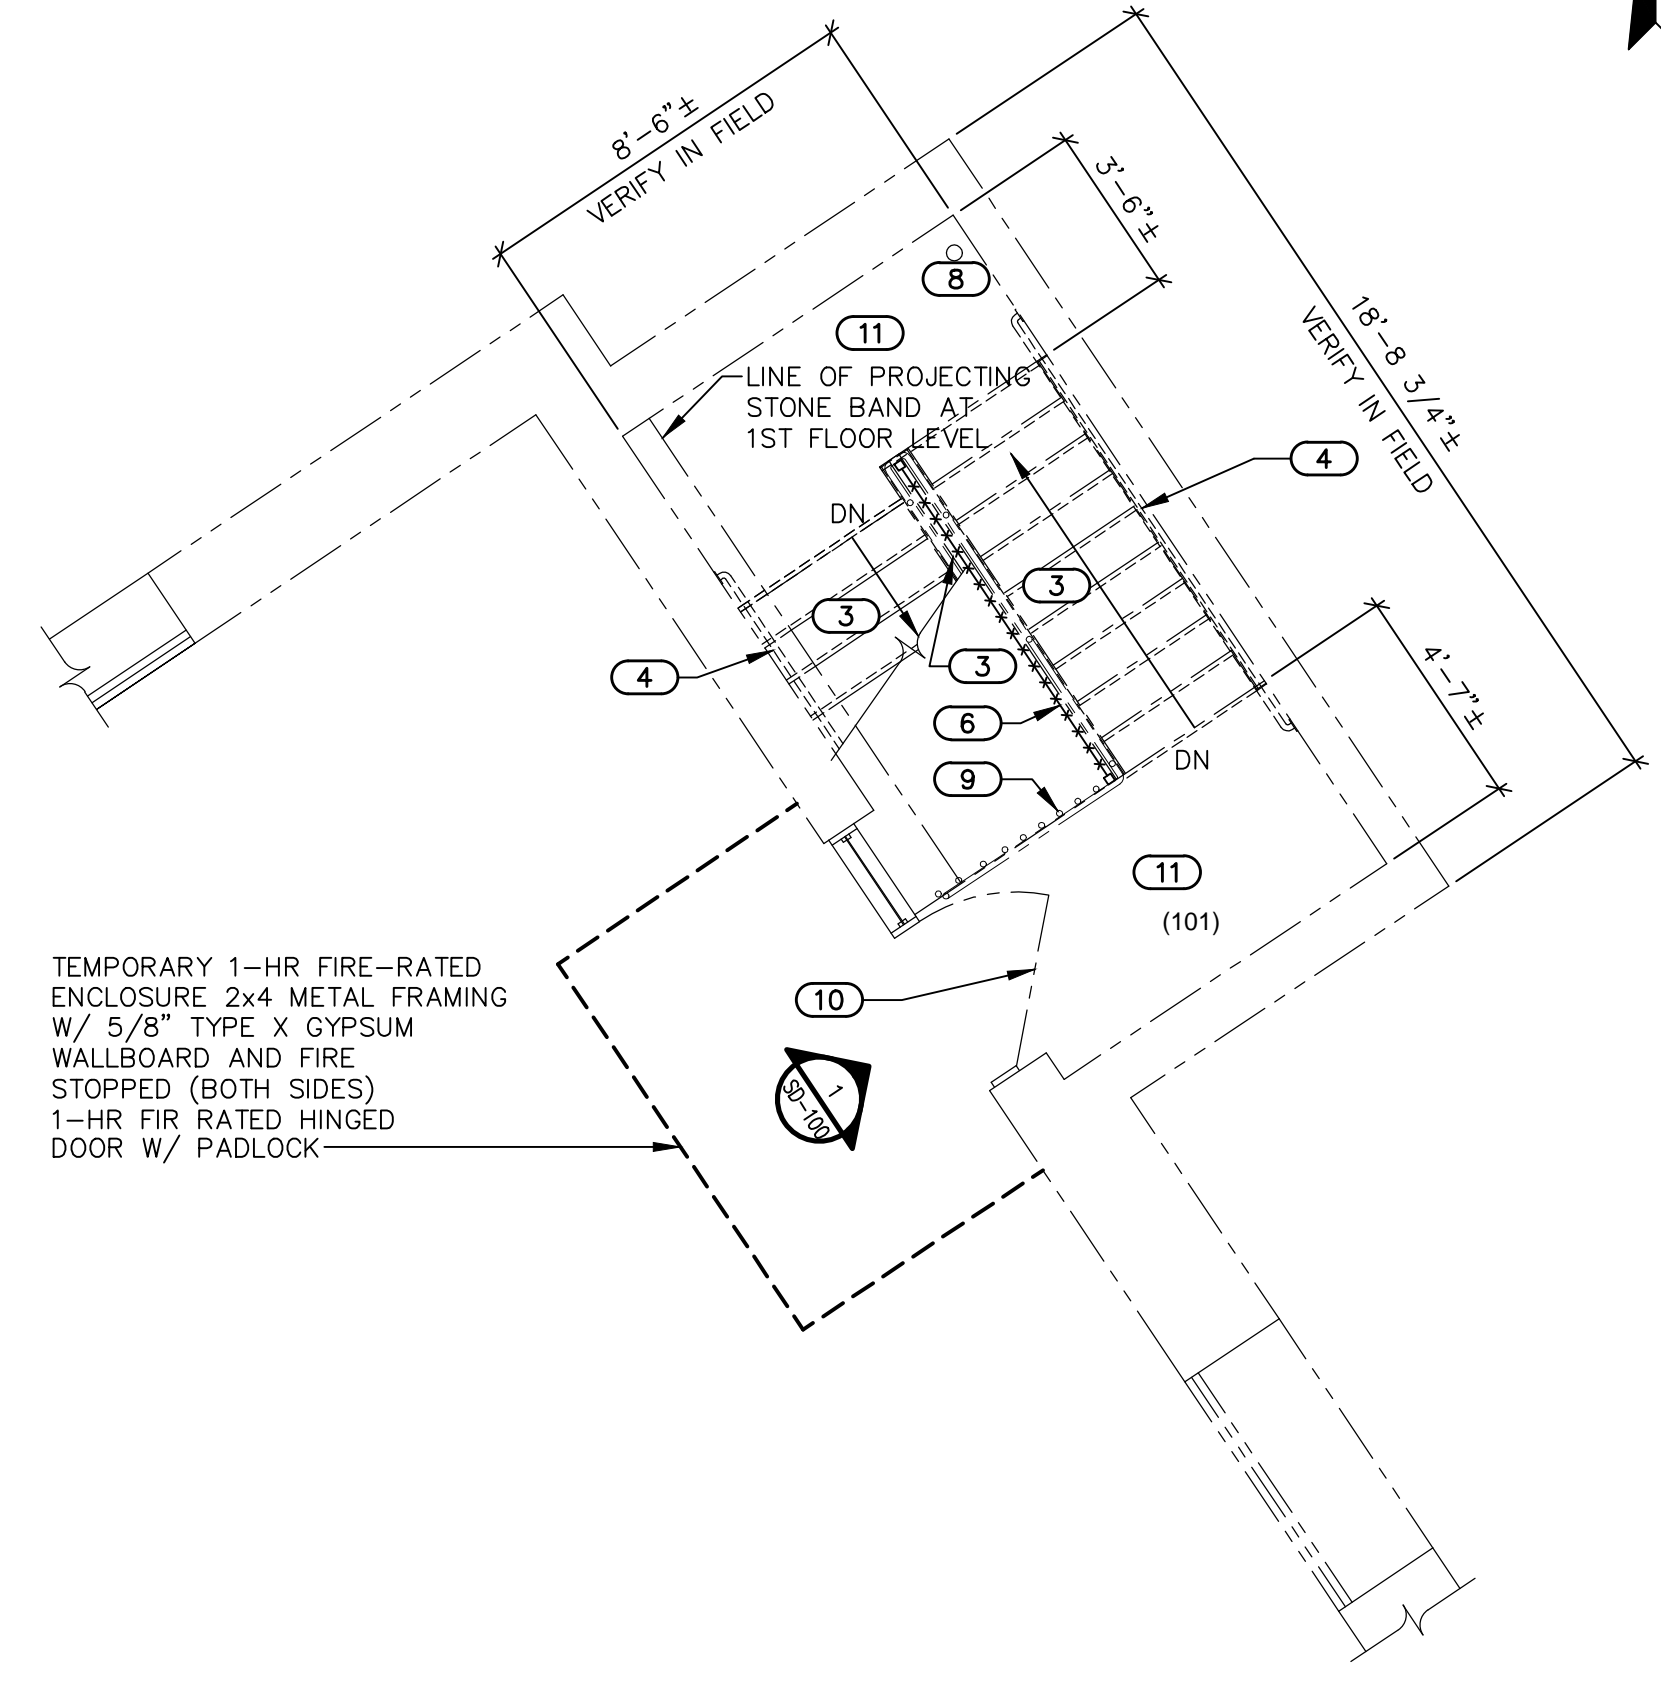 8'-6"±
VERIFY IN FIELD
3'-6"±
18'-8 3/4"±
VERIFY IN FIELD
8
11
LINE OF PROJECTING
STONE BAND AT
1ST FLOOR LEVEL
4
DN
3
3
4
3
4'-7"±
6
DN
9
11
(101)
10
TEMPORARY 1-HR FIRE-RATED
ENCLOSURE 2x4 METAL FRAMING
W/ 5/8" TYPE X GYPSUM
WALLBOARD AND FIRE
STOPPED (BOTH SIDES)
1-HR FIR RATED HINGED
DOOR W/ PADLOCK
1
SD-100